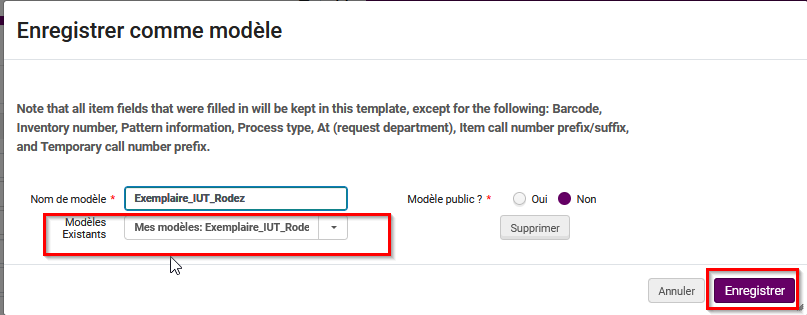 Enregistrer comme modèle
Note that all item fields that were filled in will be kept in this template, except for the following: Barcode,
Inventory number, Pattern information, Process type, At (request department), Item call number prefix/suffix,
and Temporary call number prefix.
Nom de modèle * Exemplaire_IUT_Rodez Modèle public ? * Oui Non
Modèles
Existants Mes modèles: Exemplaire_IUT_Rode Supprimer
Annuler Enregistrer